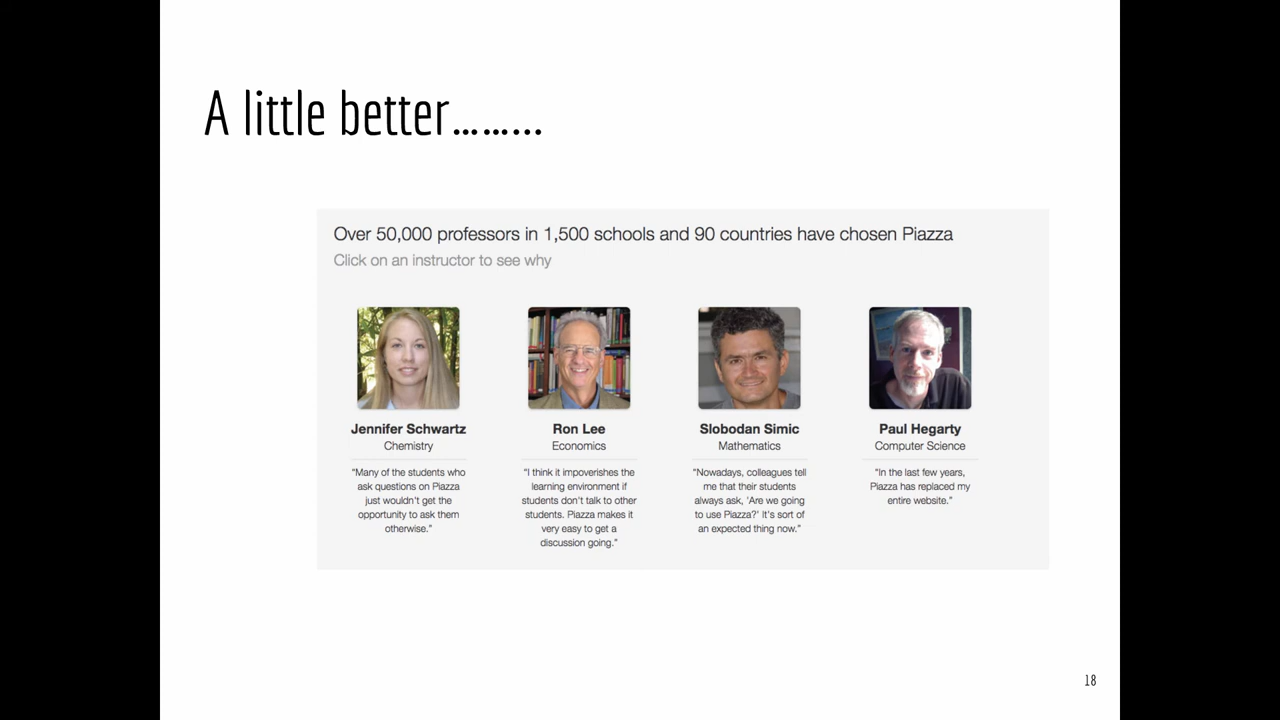 A little better.........
Over 50,000 professors in 1,500 schools and 90 countries have chosen Piazza
Click on an instructor to see why
Jennifer Schwartz
Chemistry
"Many of the students who
ask questions on Piazza
just wouldn't get the
opportunity to ask them
otherwise."
Ron Lee
Economics
"I think it impoverishes the
learning environment if
students don't talk to other
students. Piazza makes it
very easy to get a
discussion going."
Slobodan Simic
Mathematics
"Nowadays, colleagues tell
me that their students
always ask, 'Are we going
to use Piazza?' It's sort of
an expected thing now."
Paul Hegarty
Computer Science
"In the last few years,
Piazza has replaced my
entire website."
18